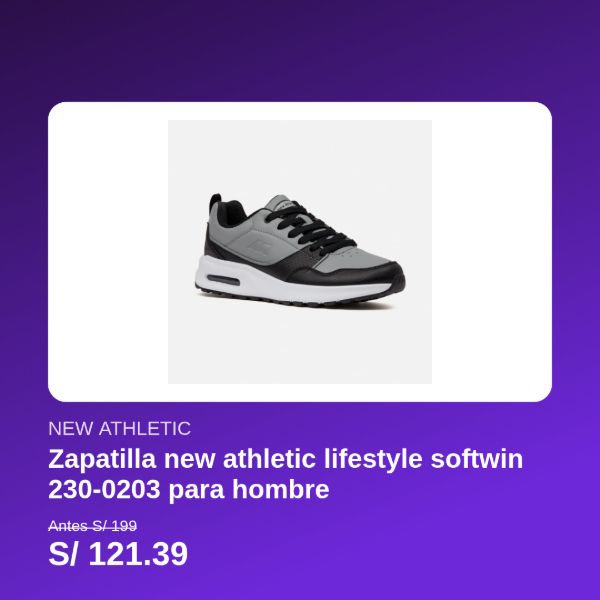 NEW ATHLETIC
Zapatilla new athletic lifestyle softwin
230-0203 para hombre
Antes S/ 199
S/ 121.39